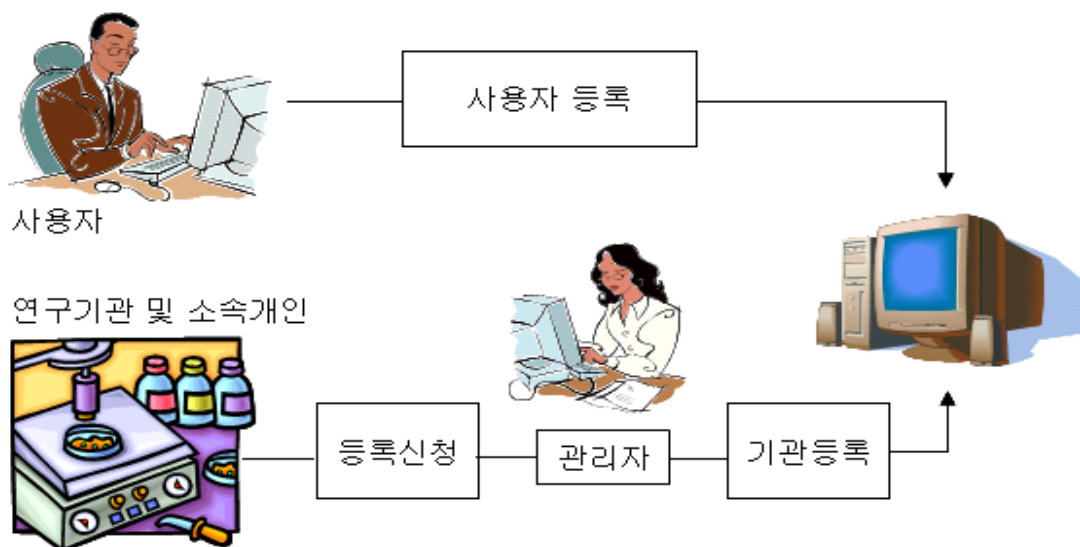 사용자 등록
사용자
연구기관 및 소속개인
등록신청
관리자
기관등록